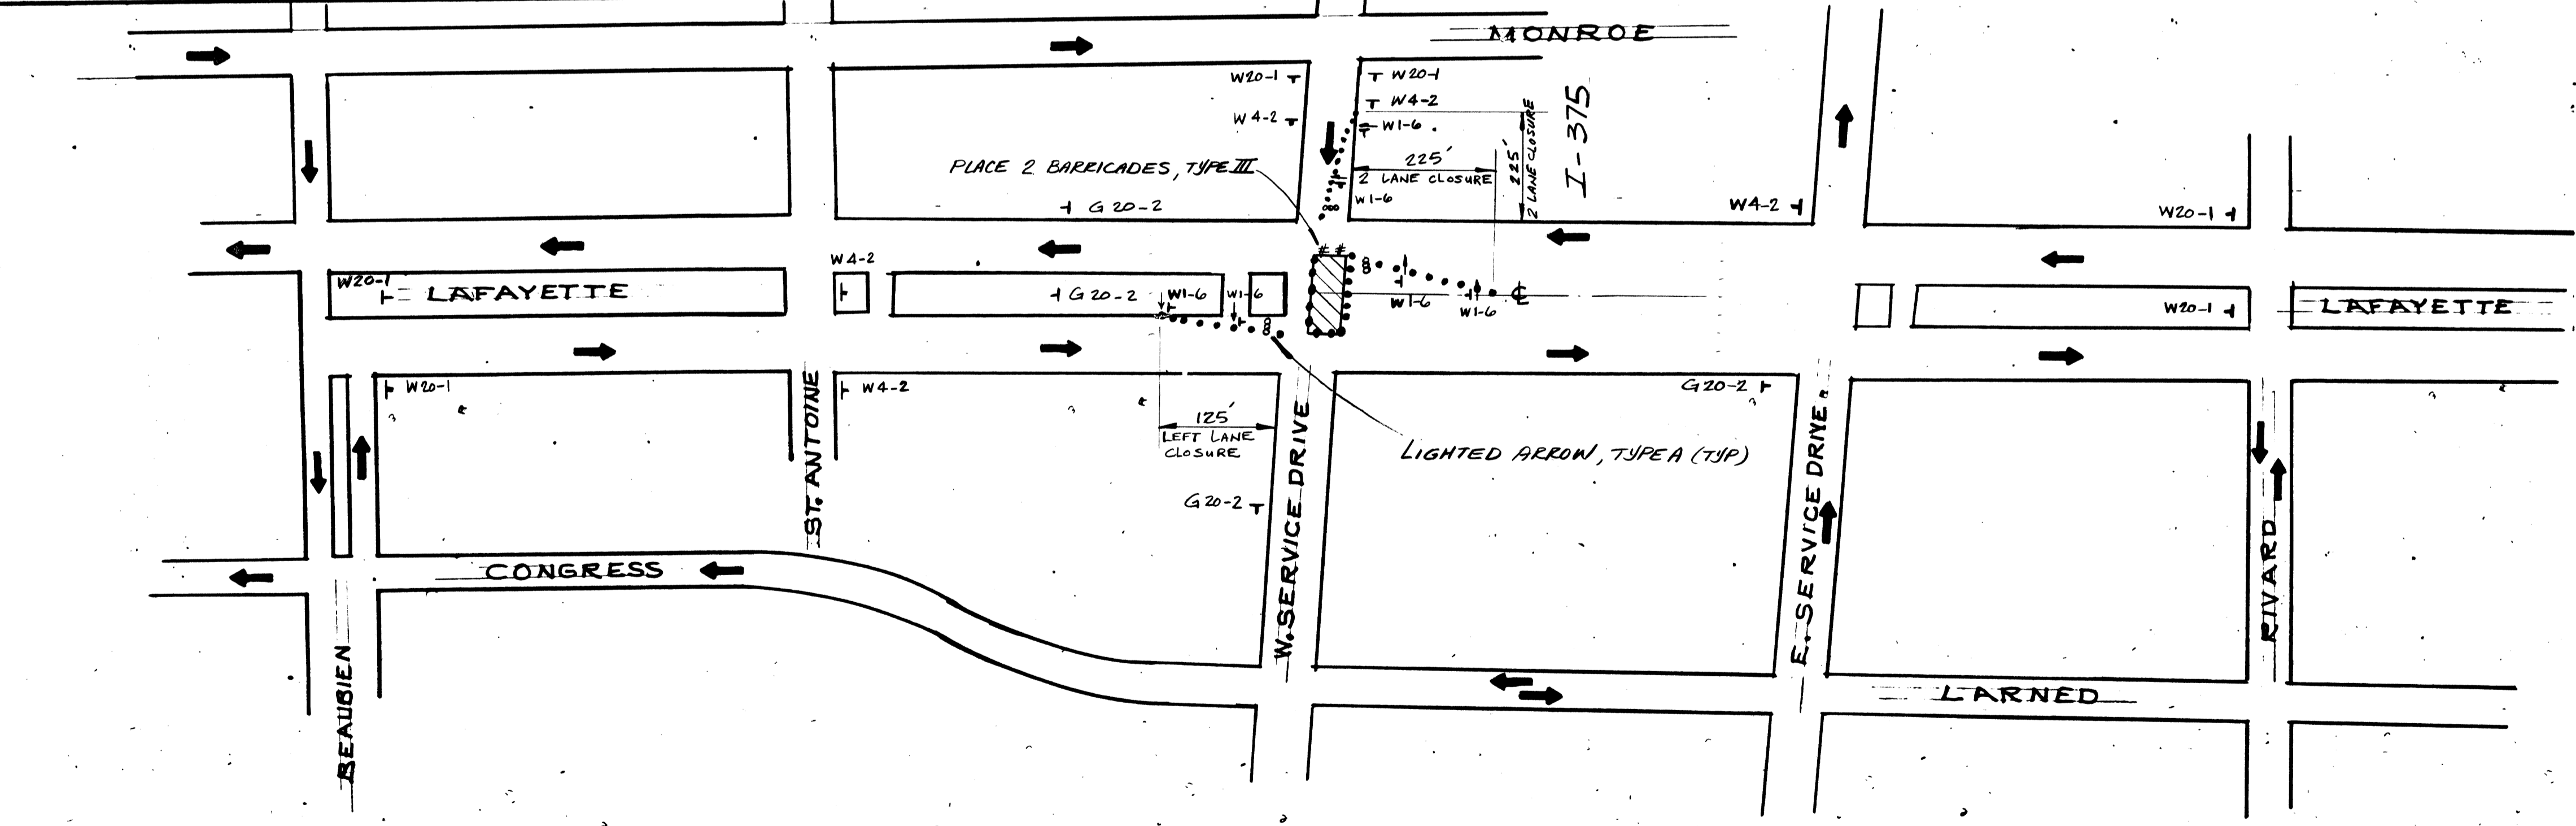 MONROE
W20-1
W20-1
W4-2
W4-2
W1-6
I-375
PLACE 2 BARRICADES, TYPE III
225'
2 LANE CLOSURE
225'
2 LANE CLOSURE
W1-6
G20-2
W4-2
W20-1
W4-2
W20-1
LAFAYETTE
G20-2
W1-6
W1-6
W1-6
W1-6
℄
W20-1
LAFAYETTE
W20-1
W4-2
G20-2
125'
LEFT LANE
CLOSURE
LIGHTED ARROW, TYPE A (TYP)
ST. ANTOINE
W. SERVICE DRIVE
E. SERVICE DRIVE
G20-2
RIVARD
CONGRESS
BEAUBIEN
LARNED